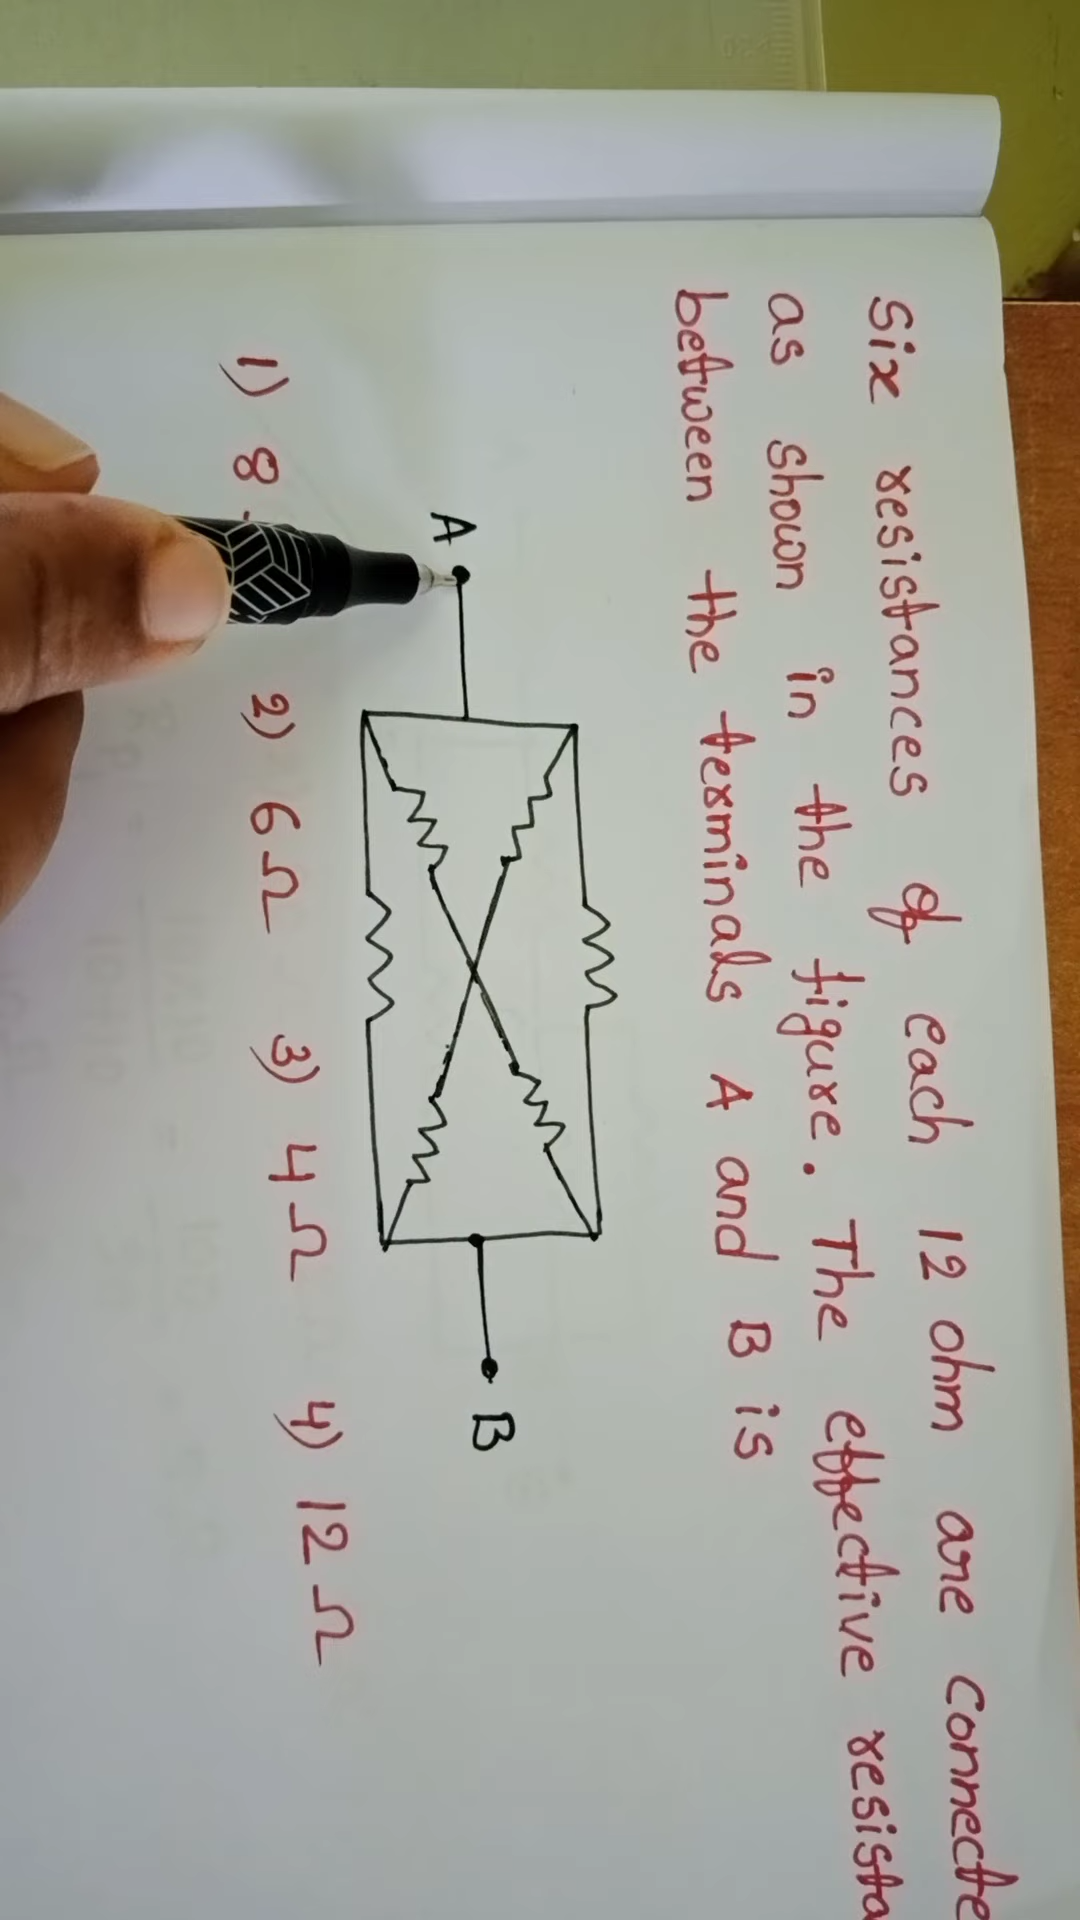 Six resistances of each 12 ohm are connecte
as shown in the figure. The effective resista
between the terminals A and B is
A B
1) 8 2) 6 Ω 3) 4 Ω 4) 12 Ω